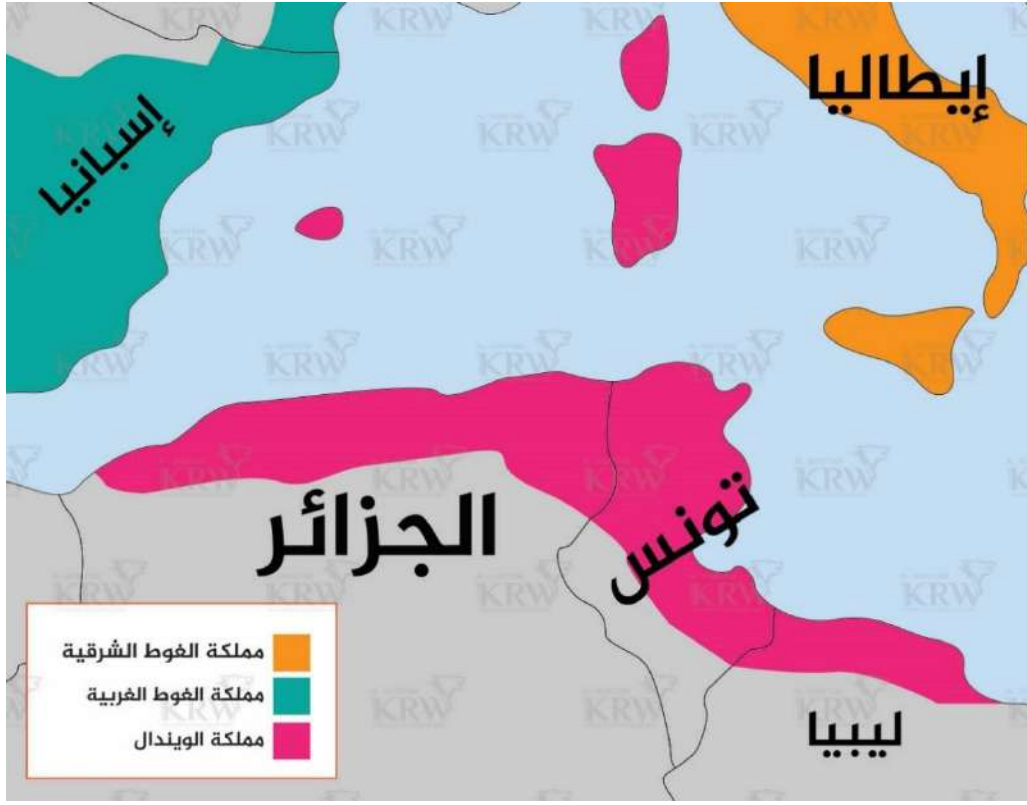 إيطاليا
إسبانيا
الجزائر
تونس
ليبيا
مملكة الغوط الشرقية
مملكة الغوط الغربية
مملكة الويندال
KRW